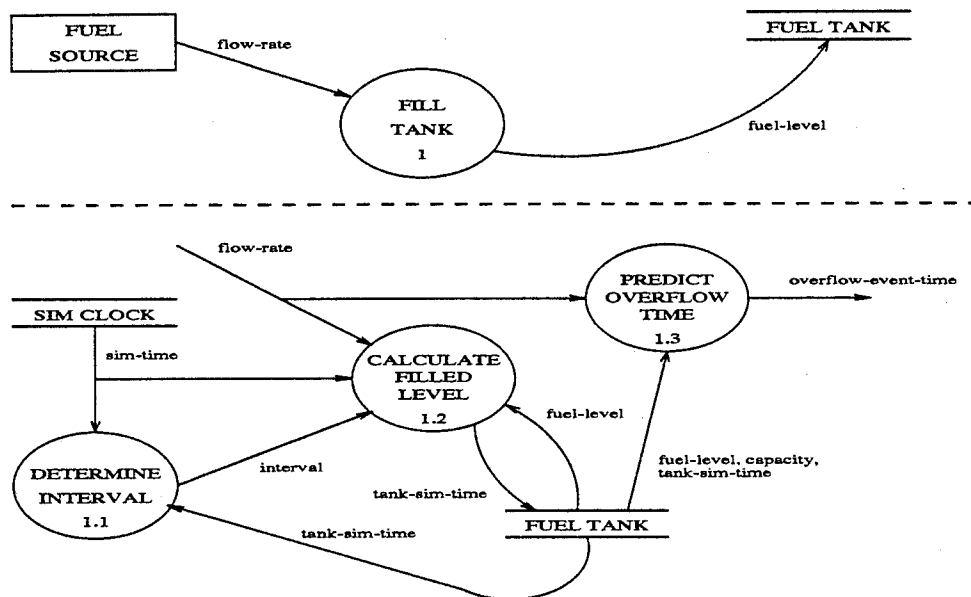 FUEL
SOURCE
flow-rate
FUEL TANK
FILL
TANK
1
fuel-level
flow-rate
PREDICT
OVERFLOW
TIME
1.3
overflow-event-time
SIM CLOCK
sim-time
CALCULATE
FILLED
LEVEL
1.2
fuel-level
DETERMINE
INTERVAL
1.1
interval
tank-sim-time
fuel-level, capacity,
tank-sim-time
FUEL TANK
tank-sim-time